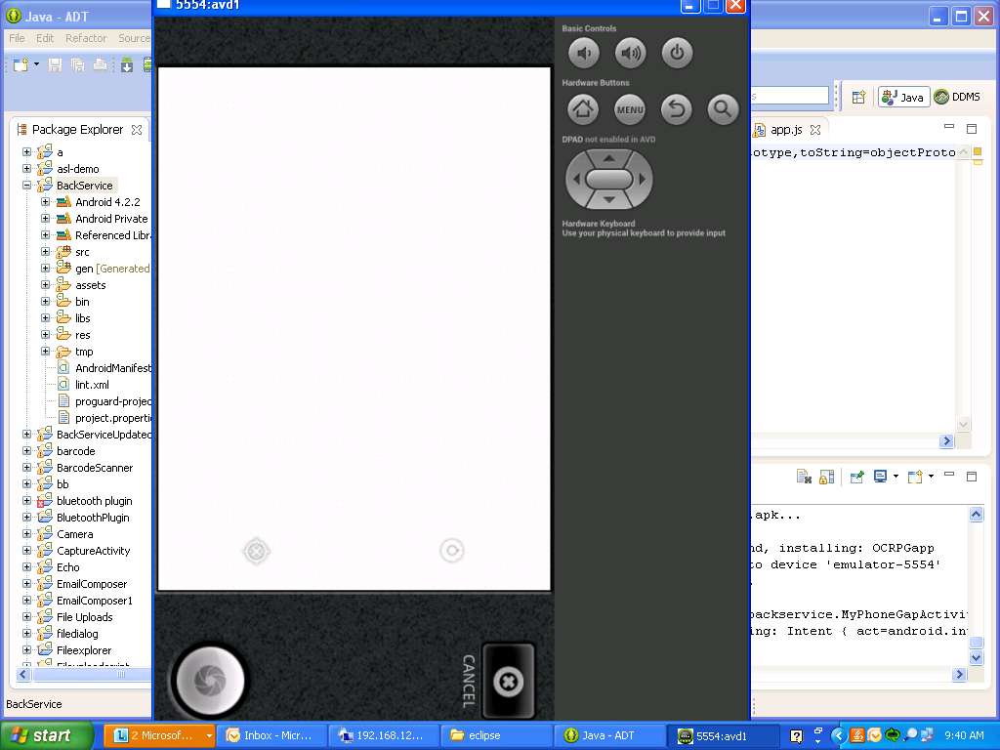 Java - ADT
5554:avd1
File Edit Refactor Source
Java
DDMS
Package Explorer
a
asl-demo
BackService
Android 4.2.2
Android Private
Referenced Libra
src
gen [Generated
assets
bin
libs
res
tmp
AndroidManifest
lint.xml
proguard-projec
project.propertie
BackServiceUpdated
barcode
BarcodeScanner
bb
bluetooth plugin
BluetoothPlugin
Camera
CaptureActivity
Echo
EmailComposer
EmailComposer1
File Uploads
filedialog
Fileexplorer
BackService
Basic Controls
Hardware Buttons
MENU
DPAD not enabled in AVD
Hardware Keyboard
Use your physical keyboard to provide input
CANCEL
app.js
otype,toString=objectProto
.apk...
nd, installing: OCRPGapp
to device 'emulator-5554'
backservice.MyPhoneGapActivi
ng: Intent { act=android.in
start
2 Microsof...
Inbox - Micr...
192.168.12...
eclipse
Java - ADT
5554:avd1
9:40 AM